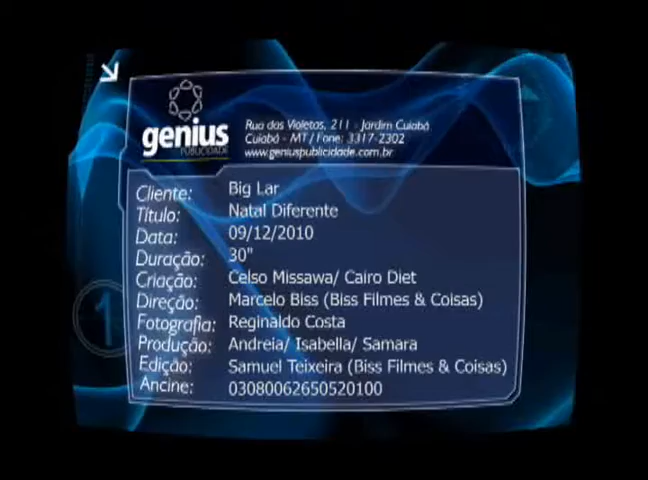 genius
PUBLICIDADE
Rua das Violetas, 211 - Jardim Cuiabá
Cuiabá - MT / Fone: 3317-2302
www.geniuspublicidade.com.br
Cliente: Big Lar
Título: Natal Diferente
Data: 09/12/2010
Duração: 30"
Criação: Celso Missawa/ Cairo Diet
Direção: Marcelo Biss (Biss Filmes & Coisas)
Fotografia: Reginaldo Costa
Produção: Andreia/ Isabella/ Samara
Edição: Samuel Teixeira (Biss Filmes & Coisas)
Ancine: 03080062650520100
1